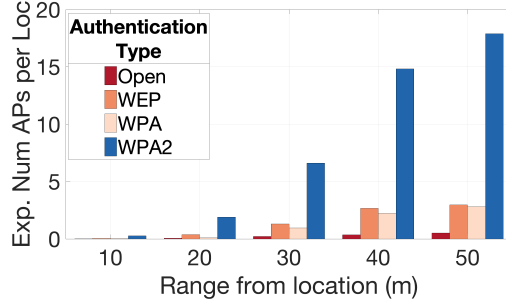 Exp. Num APs per Loc
20
15
10
5
0
Authentication
Type
Open
WEP
WPA
WPA2
10 20 30 40 50
Range from location (m)